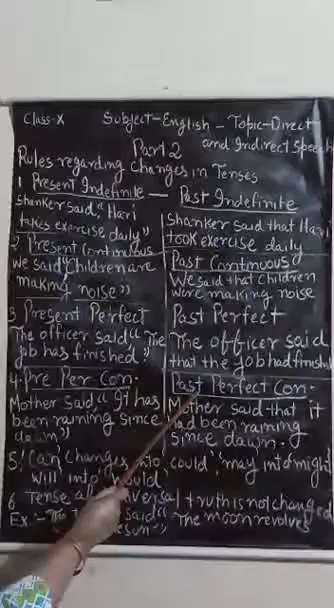 Class-X Subject-English - Topic-Direct
Part 2 and Indirect Speech
Rules regarding changes in Tenses
1 Present Indefinite — Past Indefinite
Shanker said, "Hari
takes exercise daily"
Shanker said that Hari
took exercise daily
2 Present Continuous
We said "Children are
making noise"
Past Continuous
We said that children
were making noise
3 Present Perfect
The officer said "The
job has finished."
Past Perfect
The officer said
that the job had finished
4. Pre Per Con.
Mother said, "It has
been raining since
dawn"
Past Perfect Con.
Mother said that it
had been raining
since dawn.
5. Can changes into could, may into might
will into would
6 Tense truth is not changed
Ex:- The said "The moon revolves